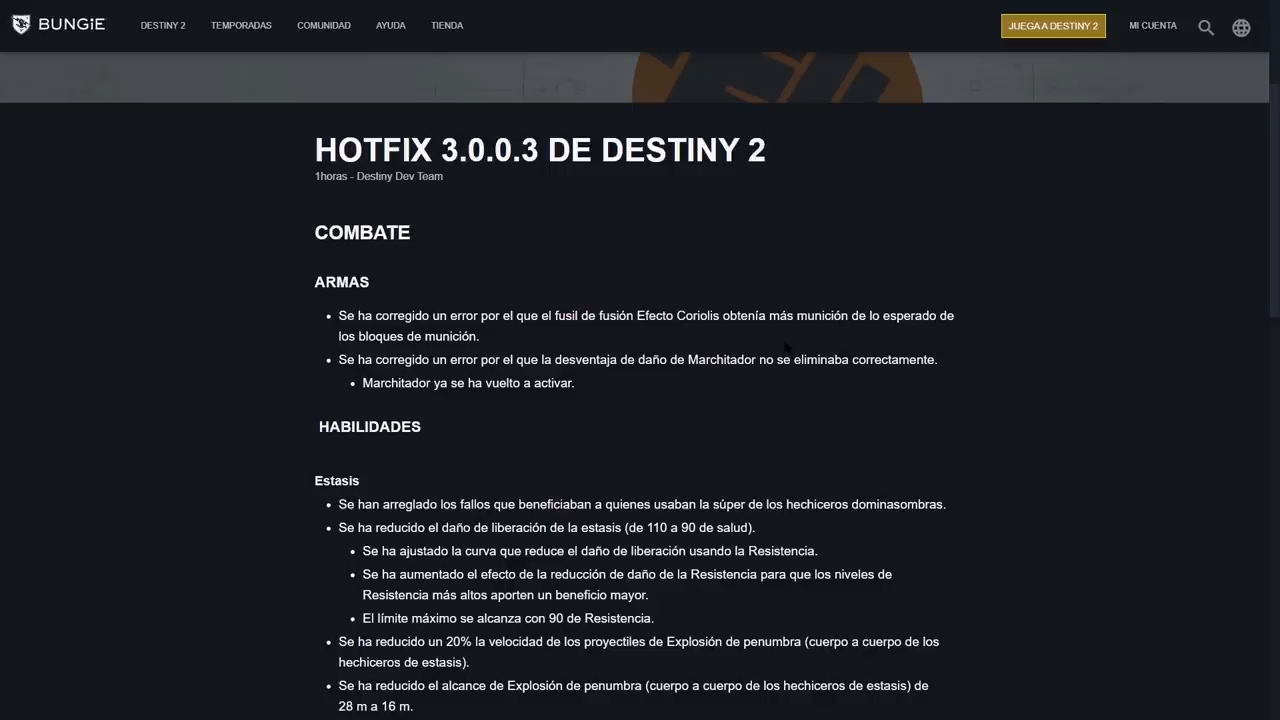 BUNGiE DESTINY 2 TEMPORADAS COMUNIDAD AYUDA TIENDA JUEGA A DESTINY 2 MI CUENTA
HOTFIX 3.0.0.3 DE DESTINY 2
1horas - Destiny Dev Team
COMBATE
ARMAS
• Se ha corregido un error por el que el fusil de fusión Efecto Coriolis obtenía más munición de lo esperado de
los bloques de munición.
• Se ha corregido un error por el que la desventaja de daño de Marchitador no se eliminaba correctamente.
• Marchitador ya se ha vuelto a activar.
HABILIDADES
Estasis
• Se han arreglado los fallos que beneficiaban a quienes usaban la súper de los hechiceros dominasombras.
• Se ha reducido el daño de liberación de la estasis (de 110 a 90 de salud).
• Se ha ajustado la curva que reduce el daño de liberación usando la Resistencia.
• Se ha aumentado el efecto de la reducción de daño de la Resistencia para que los niveles de
Resistencia más altos aporten un beneficio mayor.
• El límite máximo se alcanza con 90 de Resistencia.
• Se ha reducido un 20% la velocidad de los proyectiles de Explosión de penumbra (cuerpo a cuerpo de los
hechiceros de estasis).
• Se ha reducido el alcance de Explosión de penumbra (cuerpo a cuerpo de los hechiceros de estasis) de
28 m a 16 m.